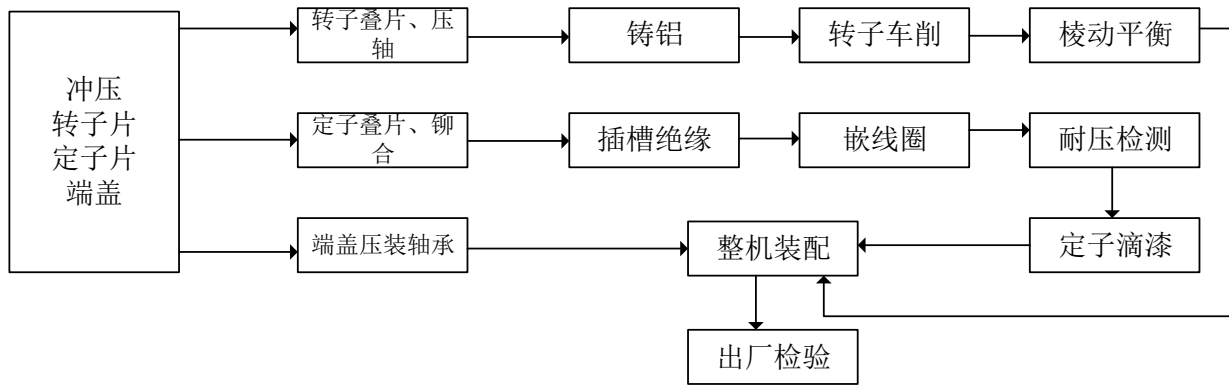 冲压
转子片
定子片
端盖
转子叠片、压
轴
铸铝
转子车削
棱动平衡
定子叠片、铆
合
插槽绝缘
嵌线圈
耐压检测
端盖压装轴承
整机装配
定子滴漆
出厂检验